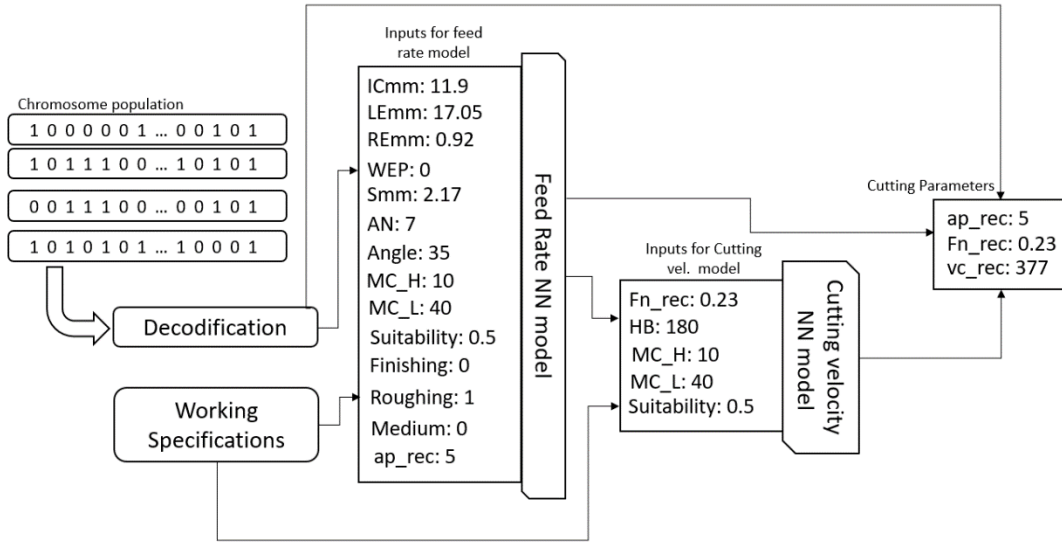 Chromosome population
1 0 0 0 0 0 1 ... 0 0 1 0 1
1 0 1 1 1 0 0 ... 1 0 1 0 1
0 0 1 1 1 0 0 ... 0 0 1 0 1
1 0 1 0 1 0 1 ... 1 0 0 0 1
Decodification
Working
Specifications
Inputs for feed
rate model
ICmm: 11.9
LEmm: 17.05
REmm: 0.92
WEP: 0
Smm: 2.17
AN: 7
Angle: 35
MC_H: 10
MC_L: 40
Suitability: 0.5
Finishing: 0
Roughing: 1
Medium: 0
ap_rec: 5
Feed Rate NN model
Inputs for Cutting
vel. model
Fn_rec: 0.23
HB: 180
MC_H: 10
MC_L: 40
Suitability: 0.5
Cutting velocity
NN model
Cutting Parameters
ap_rec: 5
Fn_rec: 0.23
vc_rec: 377